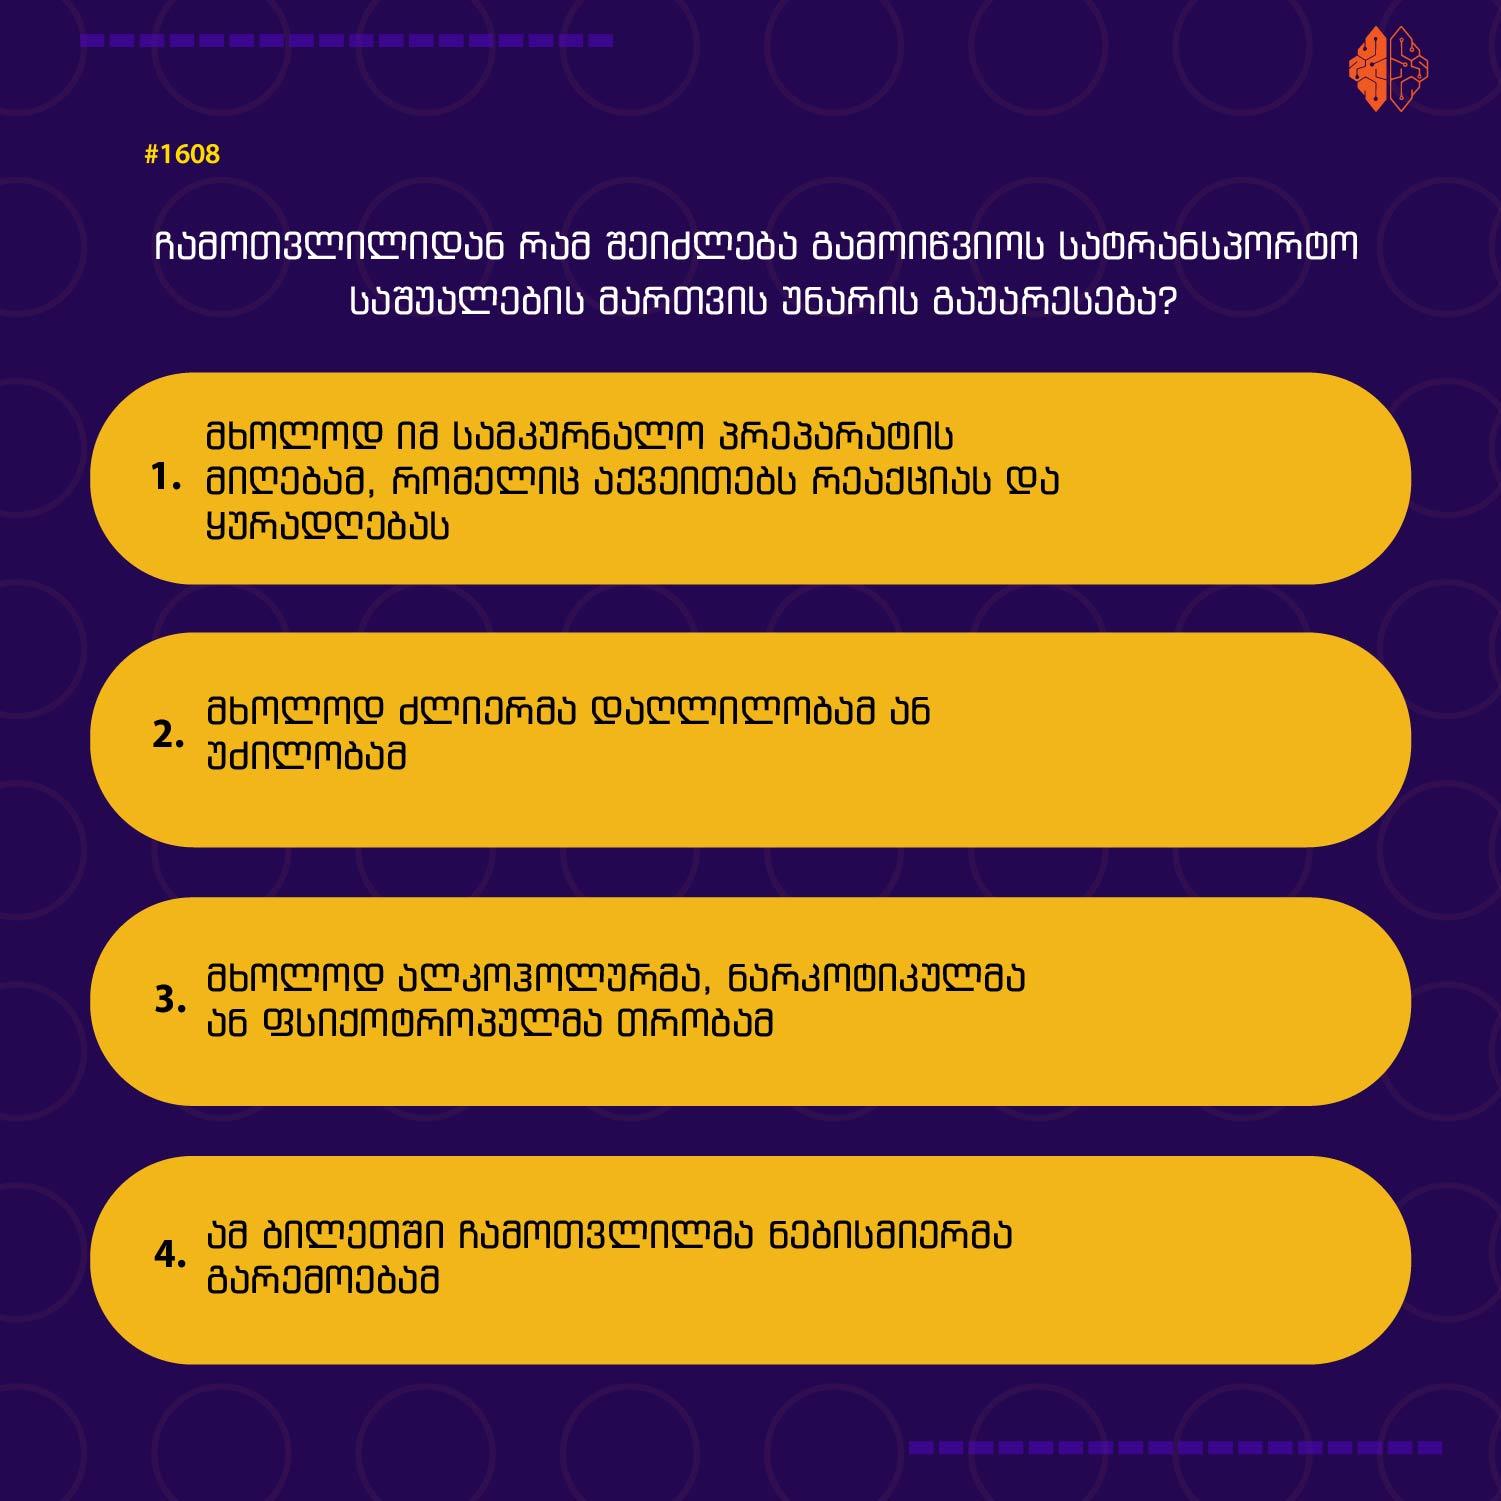 #1608
ჩამოთვლილიდან რამ შეიძლება გამოიწვიოს სატრანსპორტო
საშუალების მართვის უნარის გაუარესება?
1. მხოლოდ იმ სამკურნალო პრეპარატის
მიღებამ, რომელიც აქვეითებს რეაქციას და
ყურადღებას
2. მხოლოდ ძლიერმა დაღლილობამ ან
უძილობამ
3. მხოლოდ ალკოჰოლურმა, ნარკოტიკულმა
ან ფსიქოტროპულმა თრობამ
4. ამ ბილეთში ჩამოთვლილმა ნებისმიერმა
გარემოებამ